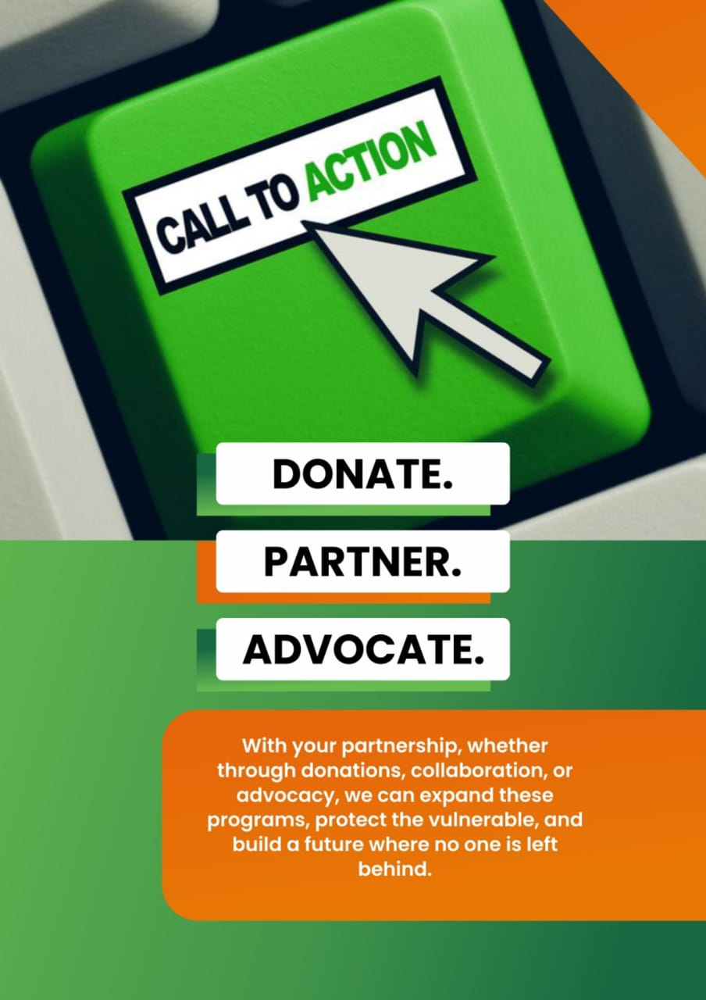 CALL TO ACTION
DONATE.
PARTNER.
ADVOCATE.
With your partnership, whether
through donations, collaboration, or
advocacy, we can expand these
programs, protect the vulnerable, and
build a future where no one is left
behind.